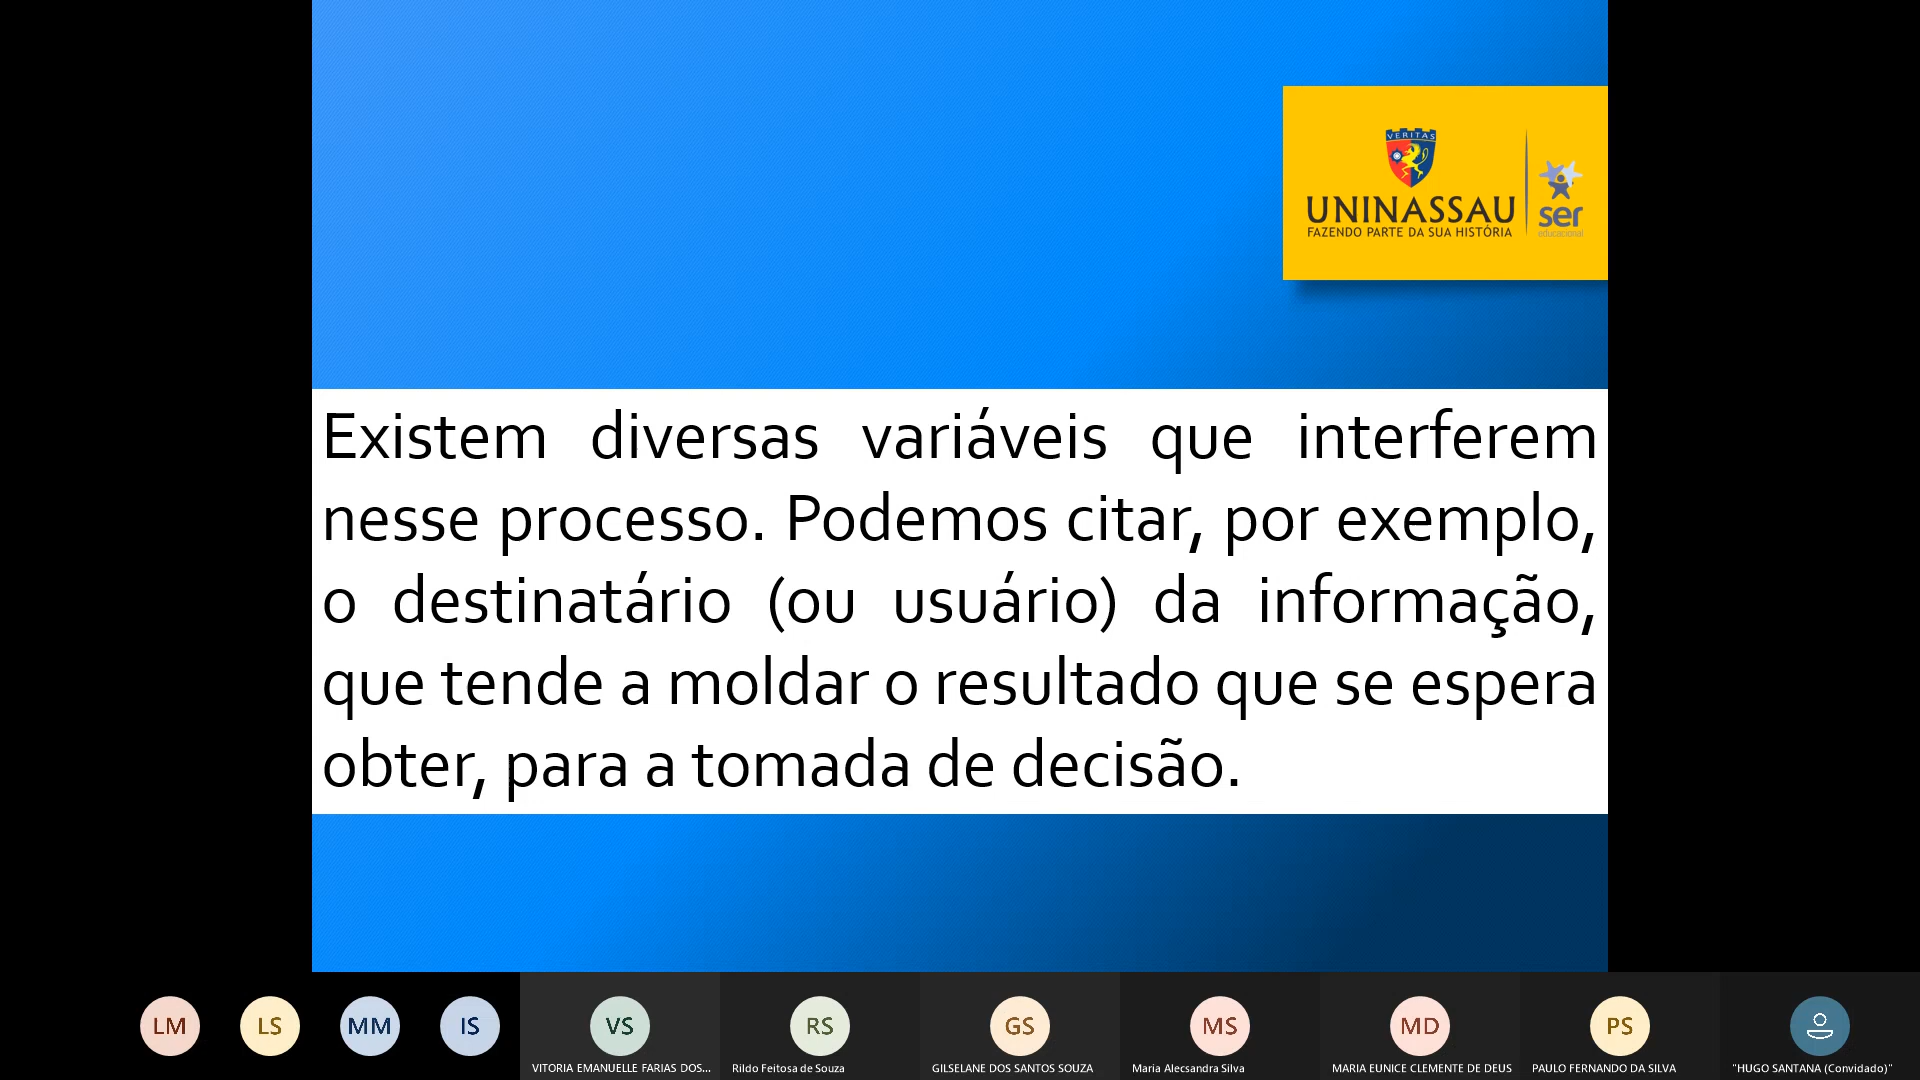 VERITAS
UNINASSAU
FAZENDO PARTE DA SUA HISTÓRIA
ser
educacional
Existem diversas variáveis que interferem
nesse processo. Podemos citar, por exemplo,
o destinatário (ou usuário) da informação,
que tende a moldar o resultado que se espera
obter, para a tomada de decisão.
LM
LS
MM
IS
VS
RS
GS
MS
MD
PS
VITORIA EMANUELLE FARIAS DOS...
Rildo Feitosa de Souza
GILSELANE DOS SANTOS SOUZA
Maria Alecsandra Silva
MARIA EUNICE CLEMENTE DE DEUS
PAULO FERNANDO DA SILVA
"HUGO SANTANA (Convidado)"